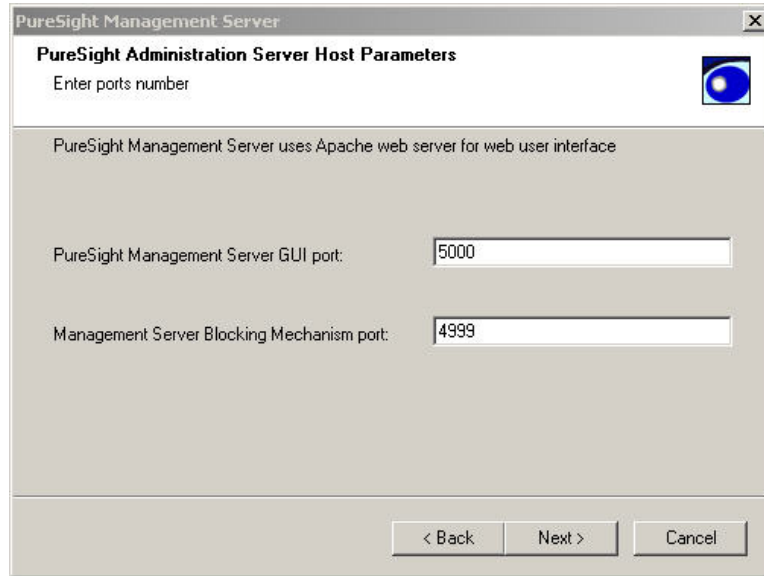 PureSight Management Server
PureSight Administration Server Host Parameters
Enter ports number
PureSight Management Server uses Apache web server for web user interface
PureSight Management Server GUI port: 5000
Management Server Blocking Mechanism port: 4999
< Back Next > Cancel